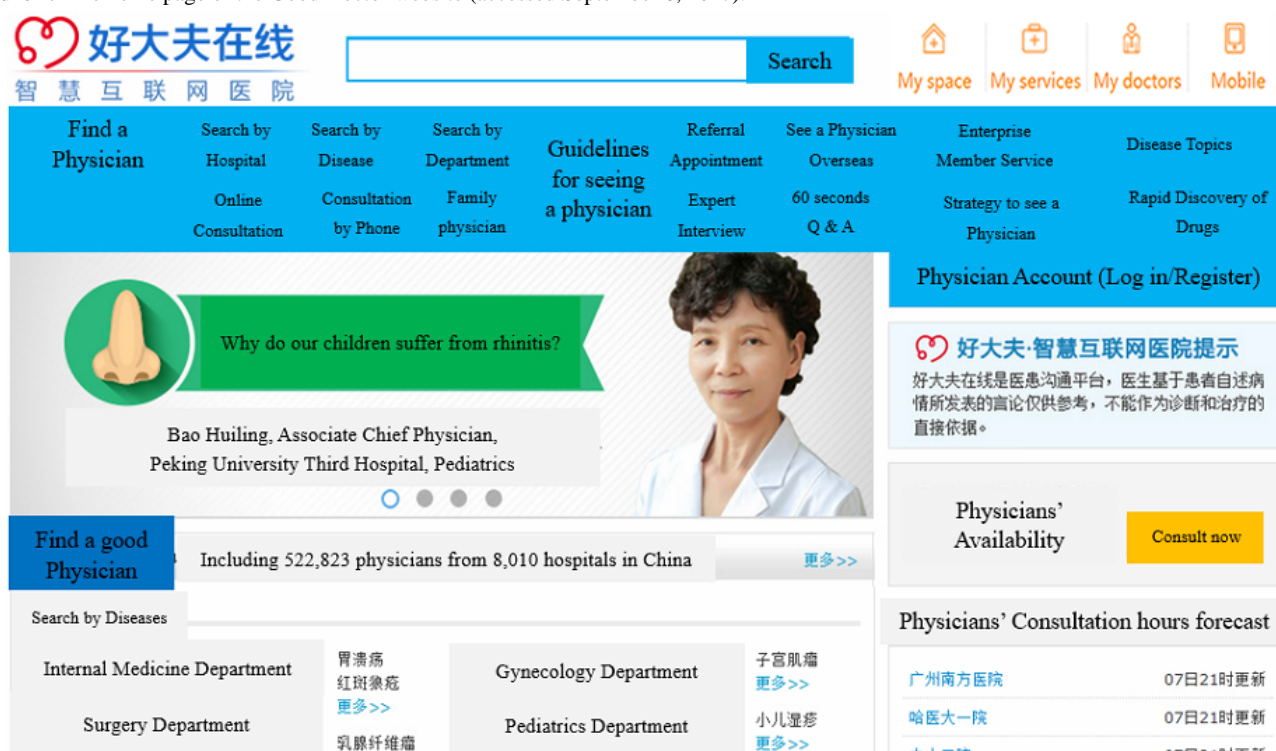 好大夫在线
智慧互联网医院
Search
My space
My services
My doctors
Mobile
Find a
Physician
Search by
Hospital
Search by
Disease
Search by
Department
Online
Consultation
Consultation
by Phone
Family
physician
Guidelines
for seeing
a physician
Referral
Appointment
See a Physician
Overseas
Enterprise
Member Service
Disease Topics
Expert
Interview
60 seconds
Q & A
Strategy to see a
Physician
Rapid Discovery of
Drugs
Physician Account (Log in/Register)
Why do our children suffer from rhinitis?
Bao Huiling, Associate Chief Physician,
Peking University Third Hospital, Pediatrics
好大夫·智慧互联网医院提示
好大夫在线是医患沟通平台，医生基于患者自述病
情所发表的言论仅供参考，不能作为诊断和治疗的
直接依据。
Physicians’
Availability
Consult now
Find a good
Physician
Including 522,823 physicians from 8,010 hospitals in China
更多>>
Search by Diseases
Internal Medicine Department
胃溃疡
红斑狼疮
更多>>
Gynecology Department
子宫肌瘤
更多>>
Surgery Department
乳腺纤维瘤
Pediatrics Department
小儿湿疹
更多>>
Physicians’ Consultation hours forecast
广州南方医院 07日21时更新
哈医大一院 07日21时更新